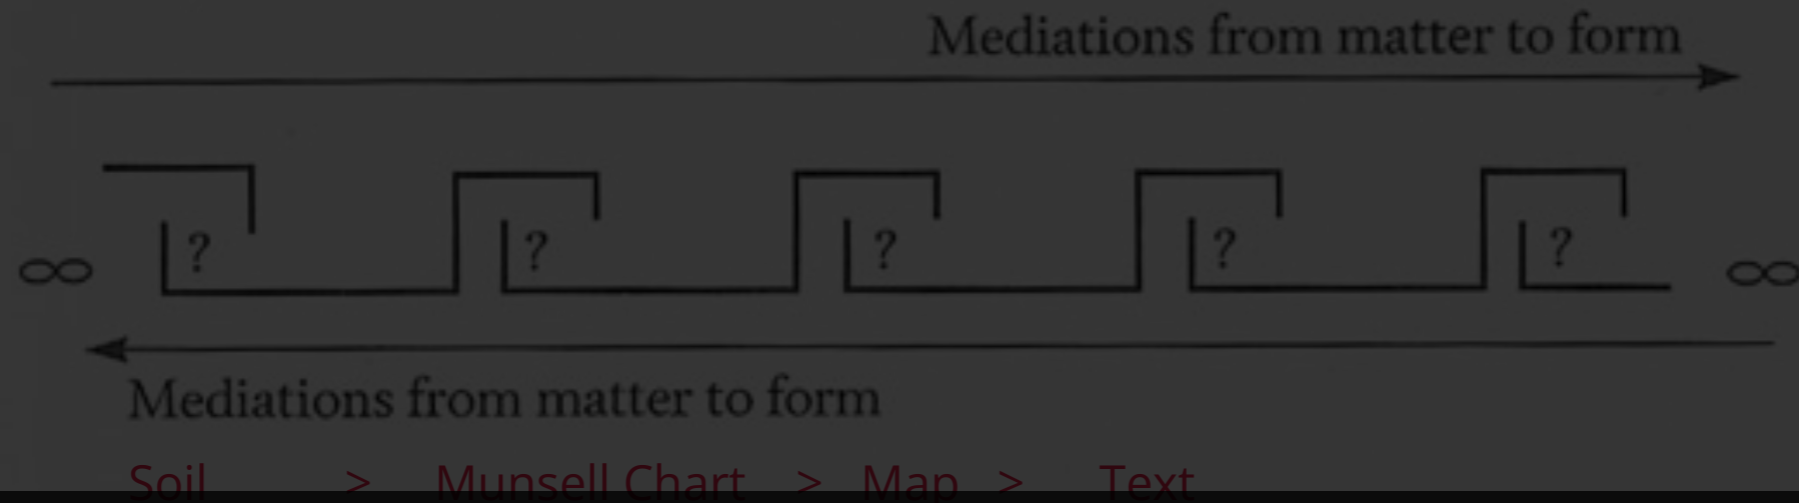 Mediations from matter to form
∞ ? ? ? ? ? ∞
Mediations from matter to form
Soil > Munsell Chart > Map > Text